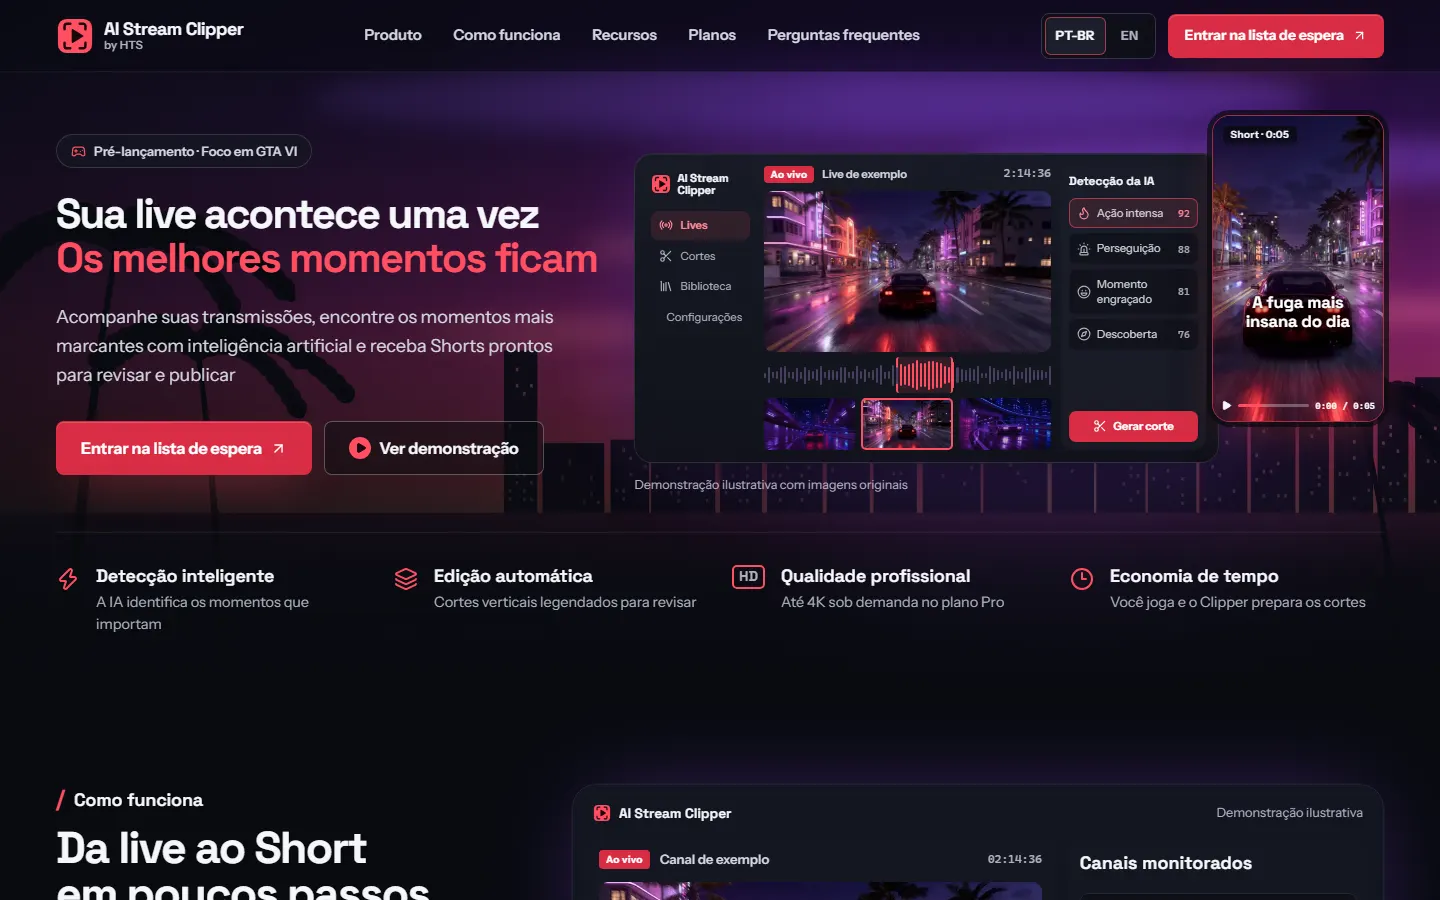 AI Stream Clipper
by HTS
Produto
Como funciona
Recursos
Planos
Perguntas frequentes
PT-BR
EN
Entrar na lista de espera
Pré-lançamento · Foco em GTA VI
Sua live acontece uma vez
Os melhores momentos ficam
Acompanhe suas transmissões, encontre os momentos mais
marcantes com inteligência artificial e receba Shorts prontos
para revisar e publicar
Entrar na lista de espera
Ver demonstração
AI Stream
Clipper
Lives
Cortes
Biblioteca
Configurações
Ao vivo
Live de exemplo
2:14:36
Detecção da IA
Ação intensa 92
Perseguição 88
Momento
engraçado 81
Descoberta 76
Gerar corte
Short · 0:05
A fuga mais
insana do dia
0:00 / 0:05
Demonstração ilustrativa com imagens originais
Detecção inteligente
A IA identifica os momentos que
importam
Edição automática
Cortes verticais legendados para revisar
HD
Qualidade profissional
Até 4K sob demanda no plano Pro
Economia de tempo
Você joga e o Clipper prepara os cortes
/ Como funciona
Da live ao Short
em poucos passos
AI Stream Clipper
Demonstração ilustrativa
Ao vivo
Canal de exemplo
02:14:36
Canais monitorados